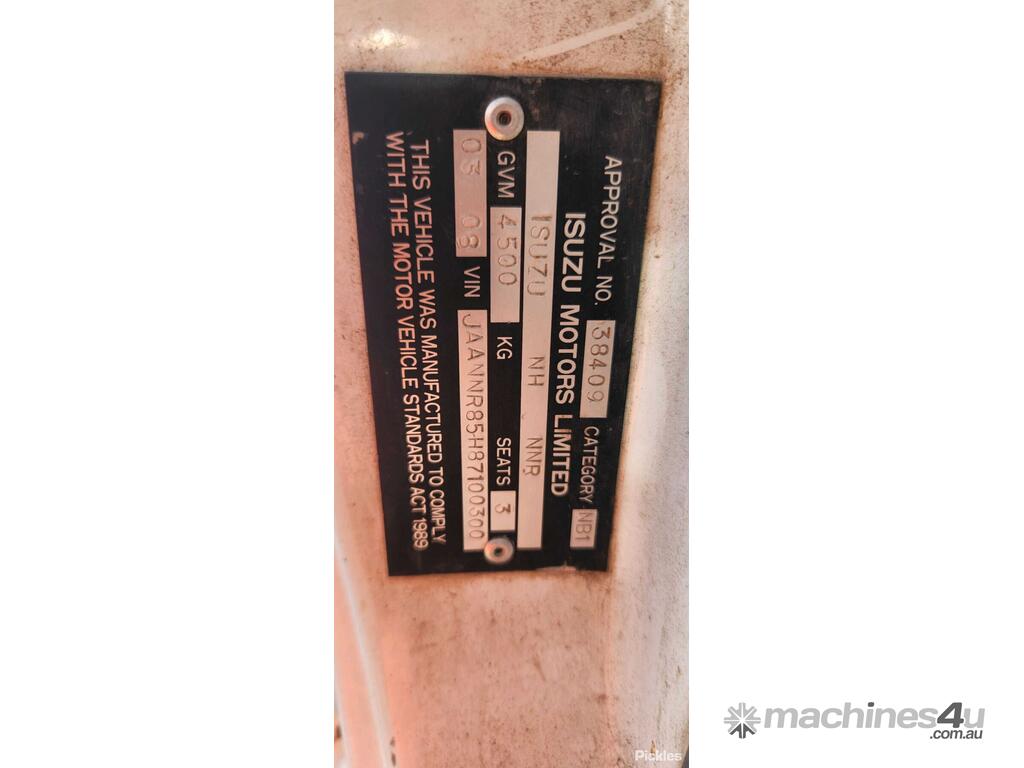 APPROVAL NO. 38409 CATEGORY NB1
ISUZU MOTORS LIMITED
ISUZU NH NNR
GVM 4500 KG SEATS 3
03 08 VIN JAANNR85H87100300
THIS VEHICLE WAS MANUFACTURED TO COMPLY
WITH THE MOTOR VEHICLE STANDARDS ACT 1989
Pickles
machines4u
.com.au